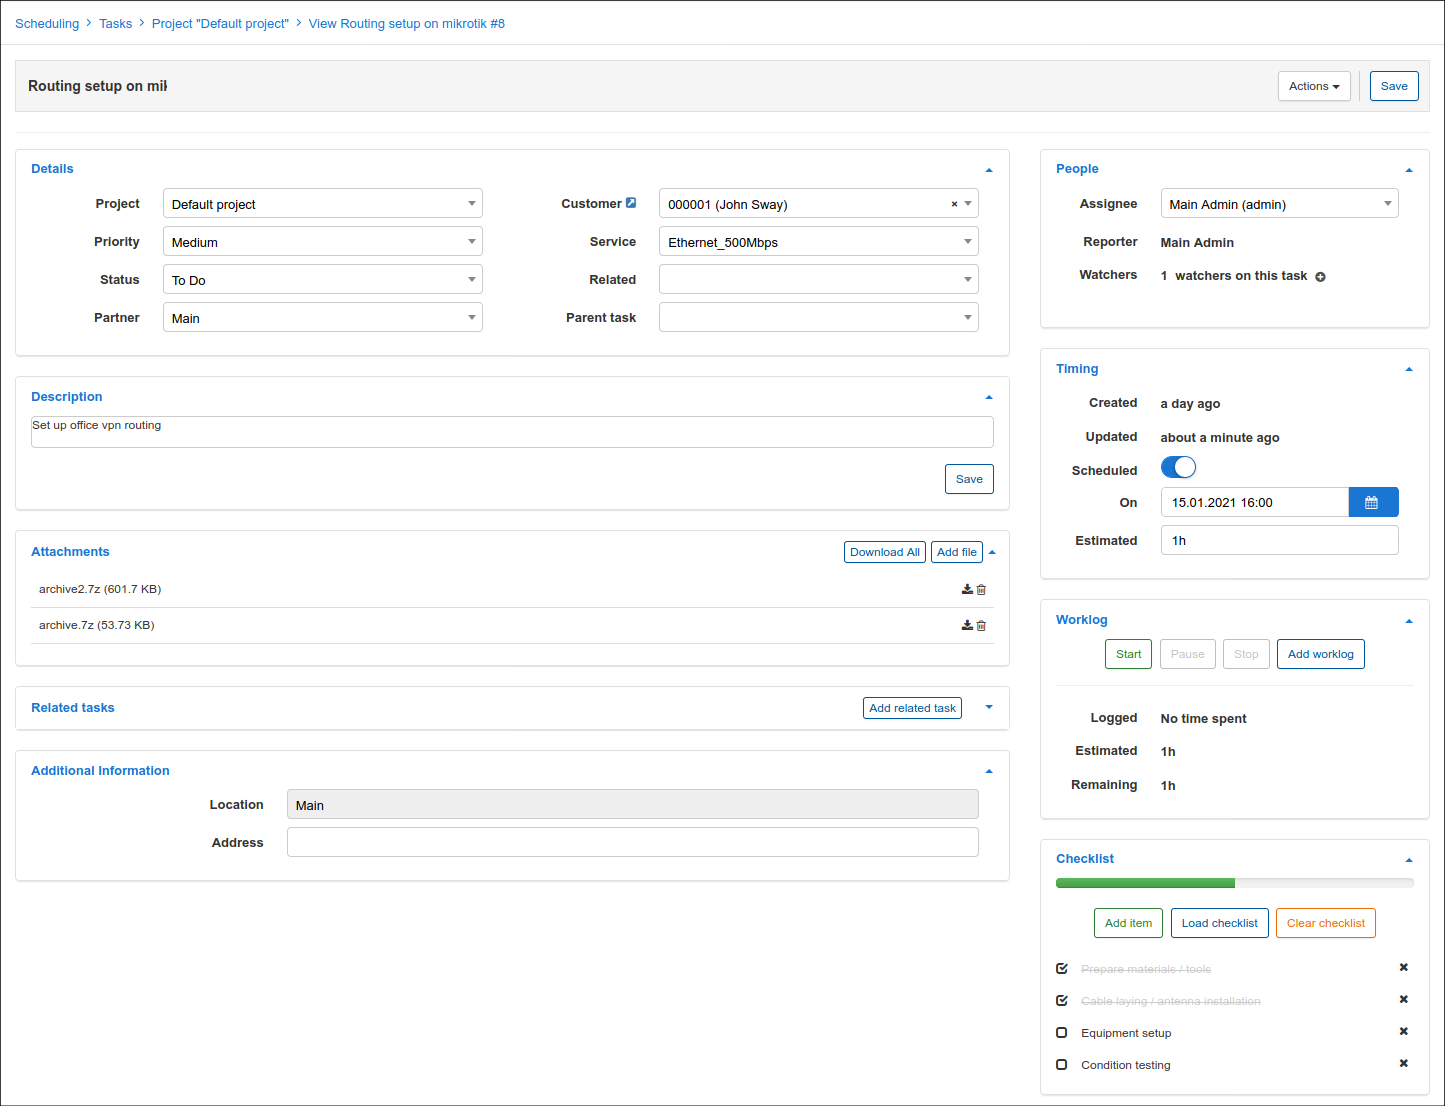 Scheduling > Tasks > Project "Default project" > View Routing setup on mikrotik #8
Routing setup on mik
Actions
Save
Details
Project Default project
Customer 000001 (John Sway) ×
Priority Medium
Service Ethernet_500Mbps
Status To Do
Related
Partner Main
Parent task
Description
Set up office vpn routing
Save
Attachments Download All Add file
archive2.7z (601.7 KB)
archive.7z (53.73 KB)
Related tasks Add related task
Additional Information
Location Main
Address
People
Assignee Main Admin (admin)
Reporter Main Admin
Watchers 1 watchers on this task
Timing
Created a day ago
Updated about a minute ago
Scheduled
On 15.01.2021 16:00
Estimated 1h
Worklog
Start Pause Stop Add worklog
Logged No time spent
Estimated 1h
Remaining 1h
Checklist
Add item Load checklist Clear checklist
Prepare materials / tools
Cable laying / antenna installation
Equipment setup
Condition testing